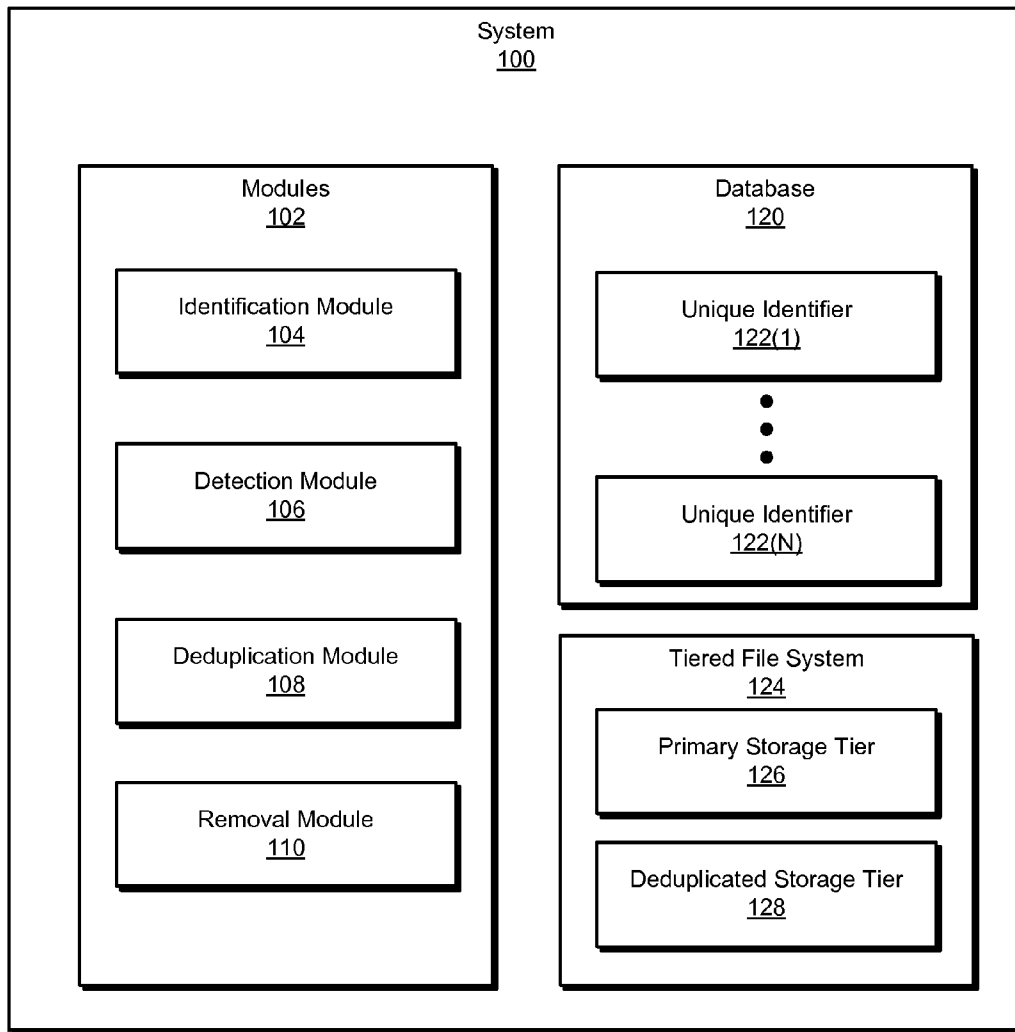 System
100
Modules
102
Identification Module
104
Detection Module
106
Deduplication Module
108
Removal Module
110
Database
120
Unique Identifier
122(1)
Unique Identifier
122(N)
Tiered File System
124
Primary Storage Tier
126
Deduplicated Storage Tier
128